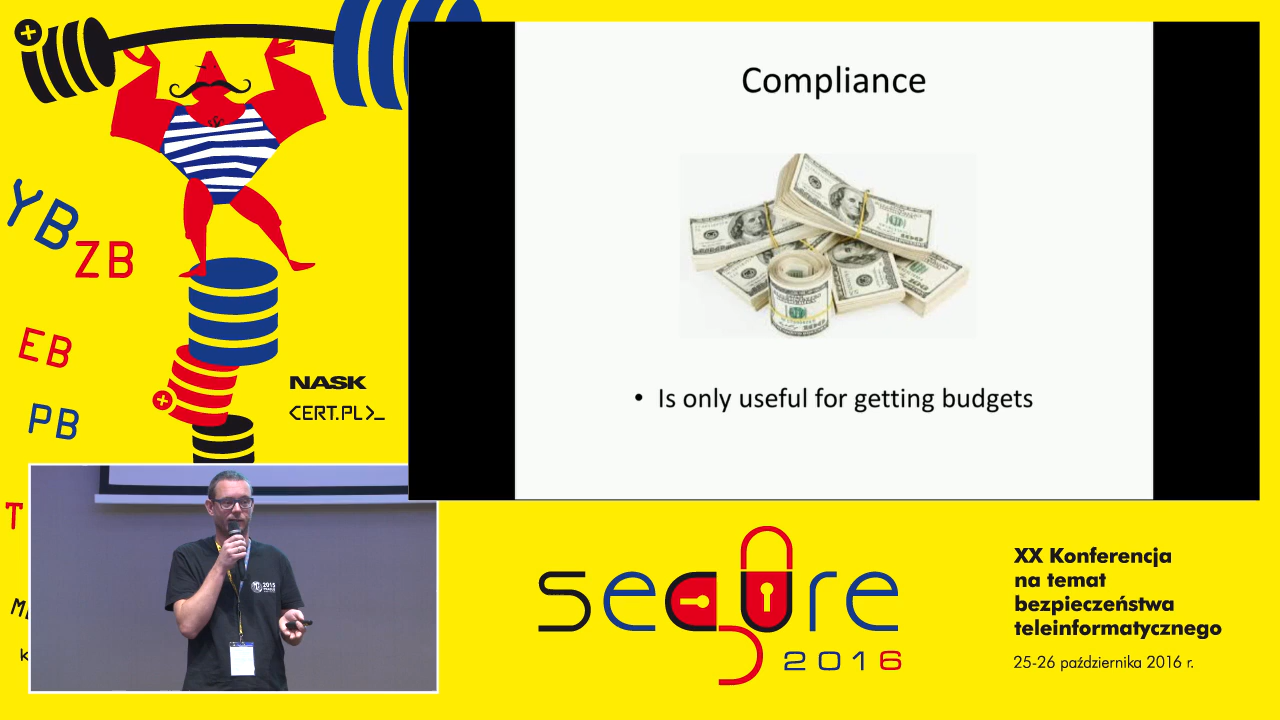 Compliance
• Is only useful for getting budgets
YB
ZB
EB
PB
T
NASK
<CERT.PL>_
2015
secure
2016
XX Konferencja
na temat
bezpieczeństwa
teleinformatycznego
25-26 października 2016 r.